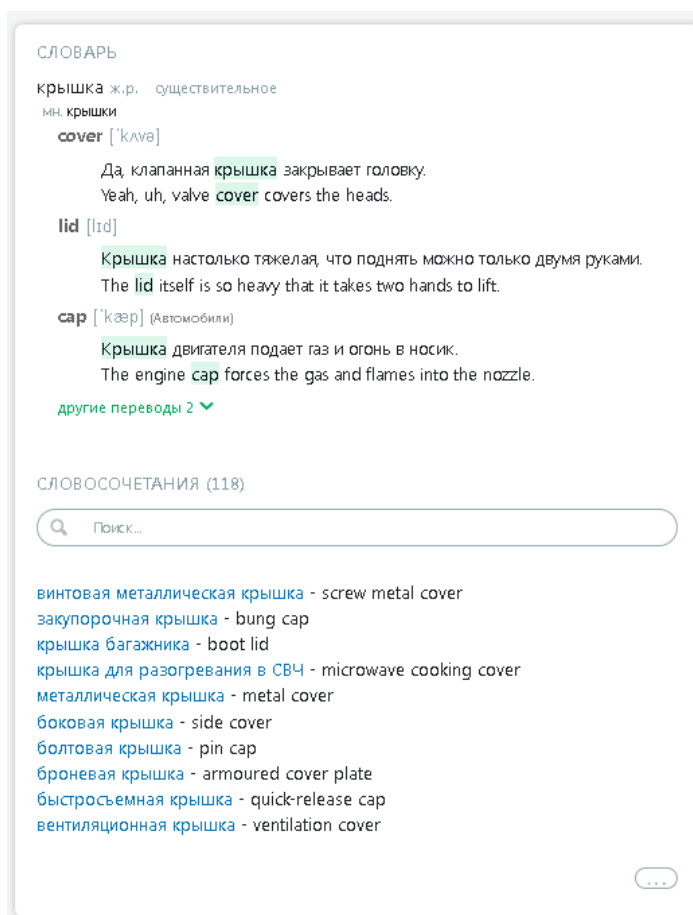 СЛОВАРЬ
крышка ж.р. существительное
мн. крышки
cover [ˈkʌvə]
Да, клапанная крышка закрывает головку.
Yeah, uh, valve cover covers the heads.
lid [lɪd]
Крышка настолько тяжелая, что поднять можно только двумя руками.
The lid itself is so heavy that it takes two hands to lift.
cap [ˈkæp] (Автомобили)
Крышка двигателя подает газ и огонь в носик.
The engine cap forces the gas and flames into the nozzle.
другие переводы 2
СЛОВОСОЧЕТАНИЯ (118)
Поиск...
винтовая металлическая крышка - screw metal cover
закупорочная крышка - bung cap
крышка багажника - boot lid
крышка для разогревания в СВЧ - microwave cooking cover
металлическая крышка - metal cover
боковая крышка - side cover
болтовая крышка - pin cap
броневая крышка - armoured cover plate
быстросъемная крышка - quick-release cap
вентиляционная крышка - ventilation cover
...